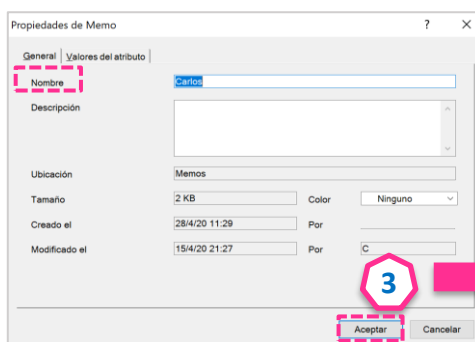 Propiedades de Memo ? ×
General Valores del atributo
Nombre Carlos
Descripción
Ubicación Memos
Tamaño 2 KB Color Ninguno
Creado el 28/4/20 11:29 Por
Modificado el 15/4/20 21:27 Por C
3
Aceptar Cancelar